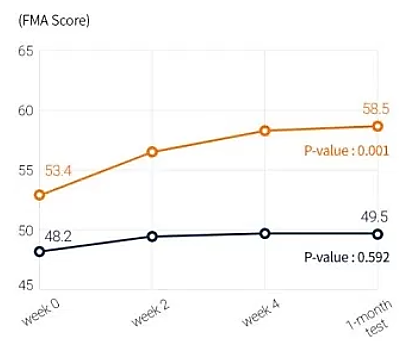 (FMA Score)
65
60
58.5
P-value : 0.001
55
53.4
50
49.5
48.2
P-value : 0.592
45
week 0
week 2
week 4
1-month
test